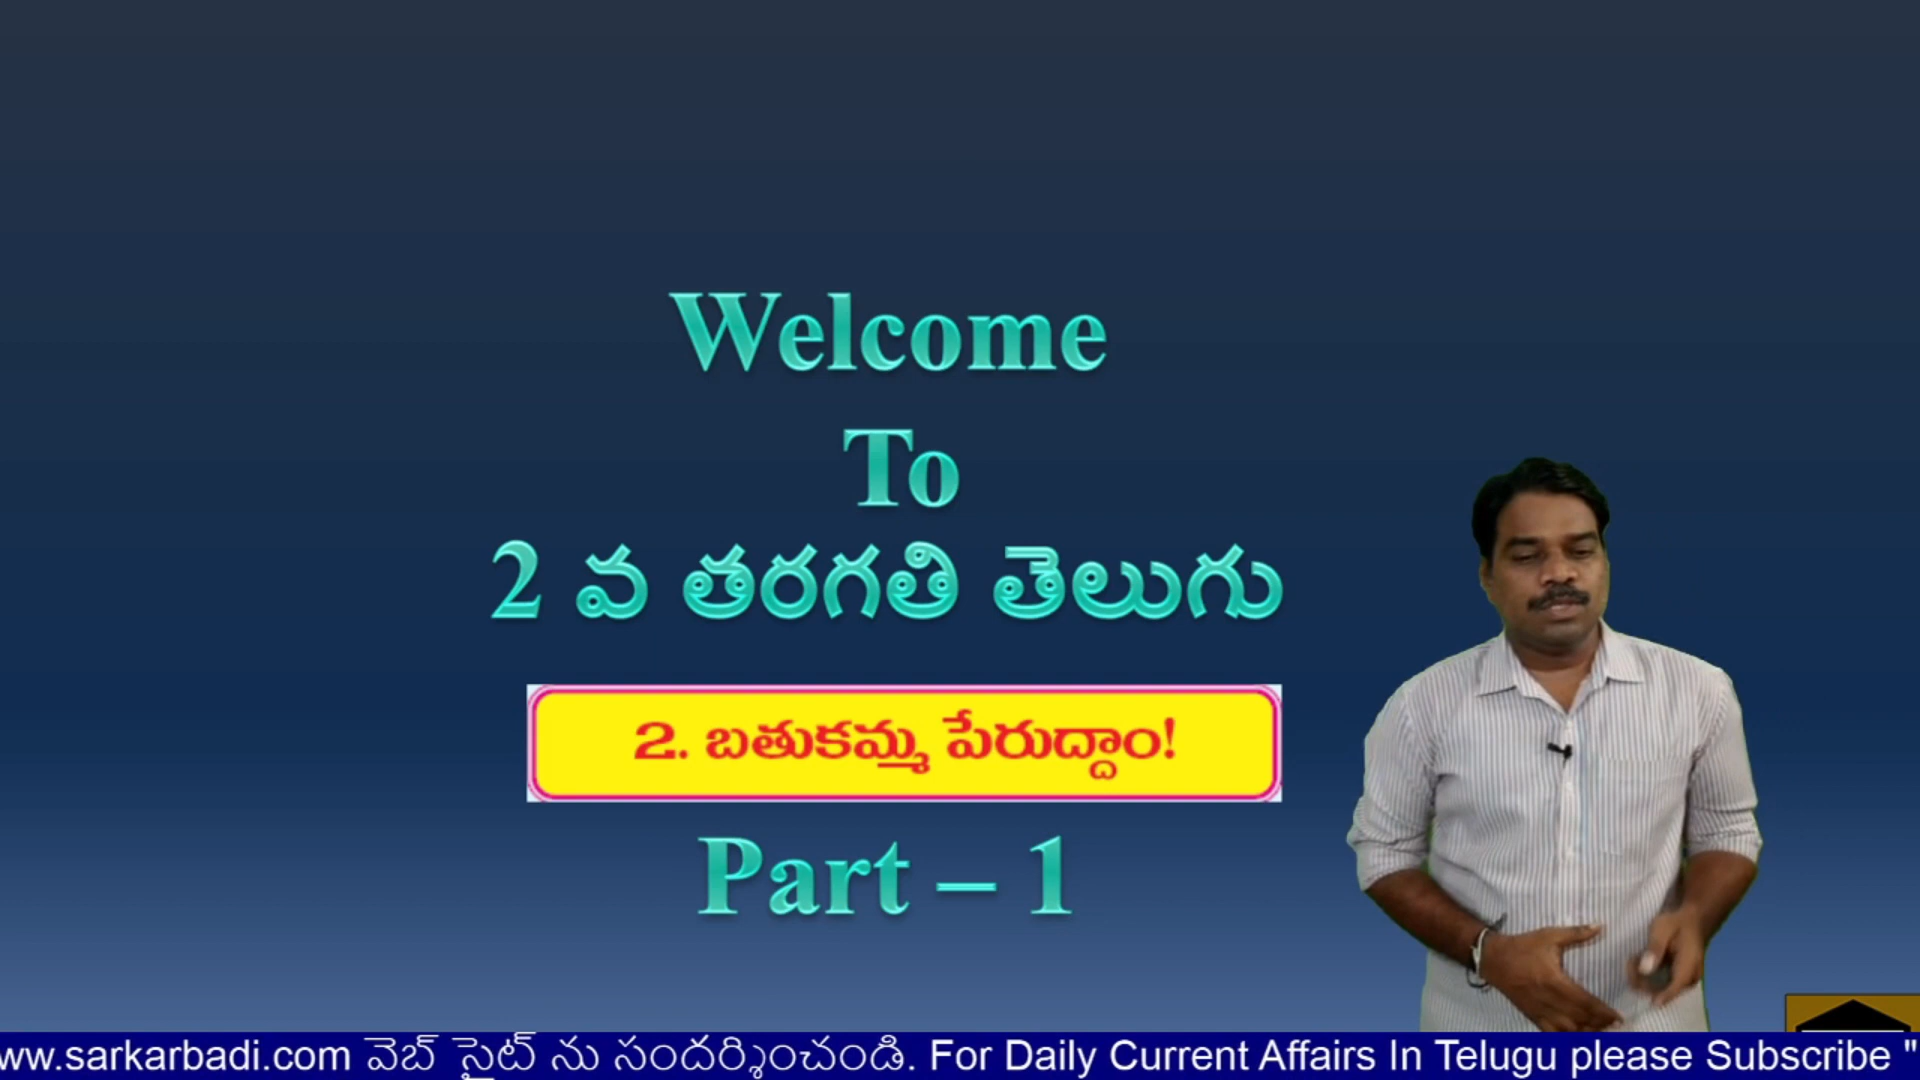 Welcome
To
2 వ తరగతి తెలుగు
2. బతుకమ్మ పేరుద్దాం!
Part – 1
ww.sarkarbadi.com వెబ్ సైట్ ను సందర్శించండి. For Daily Current Affairs In Telugu please Subscribe "